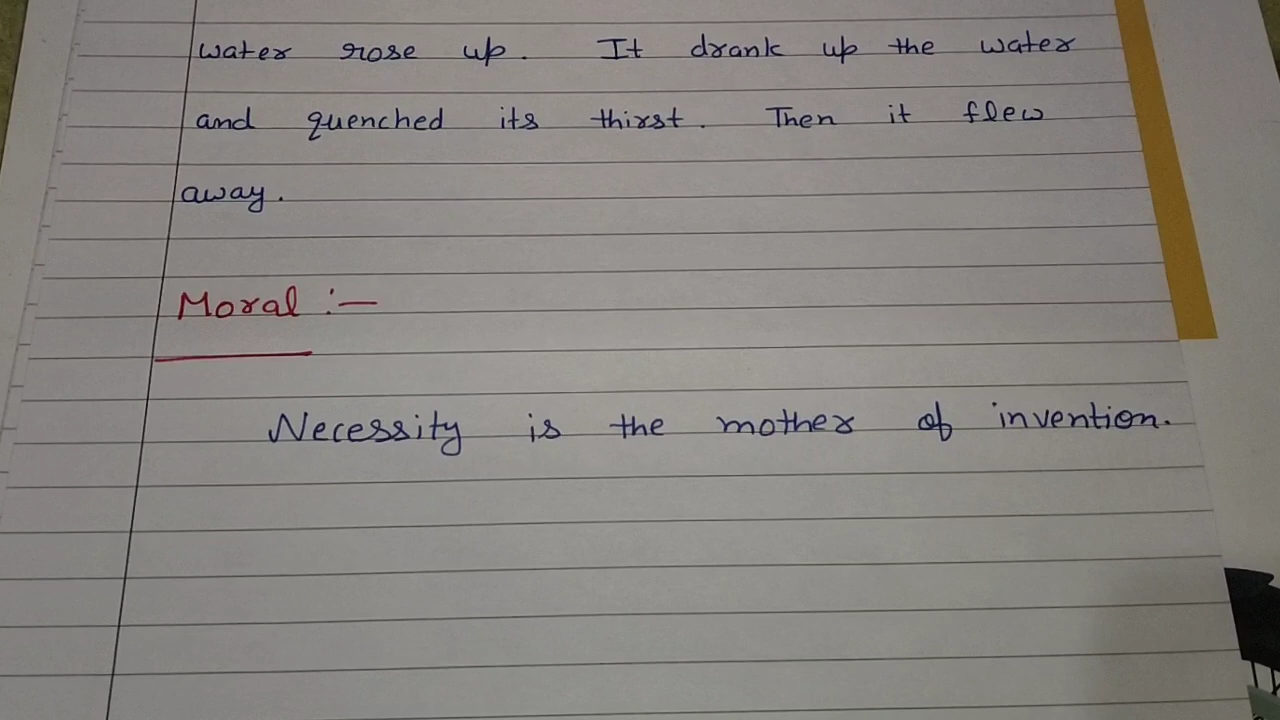 water rose up. It drank up the water
and quenched its thirst. Then it flew
away.
Moral :-
Necessity is the mother of invention.